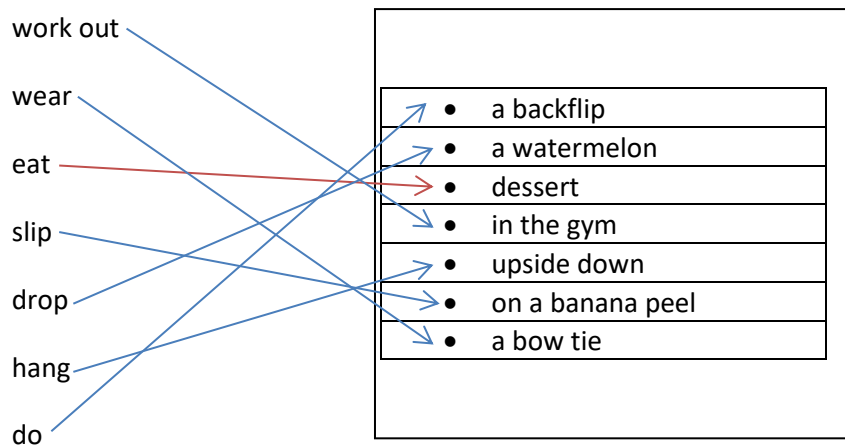 work out
wear
eat
slip
drop
hang
do
• a backflip
• a watermelon
• dessert
• in the gym
• upside down
• on a banana peel
• a bow tie